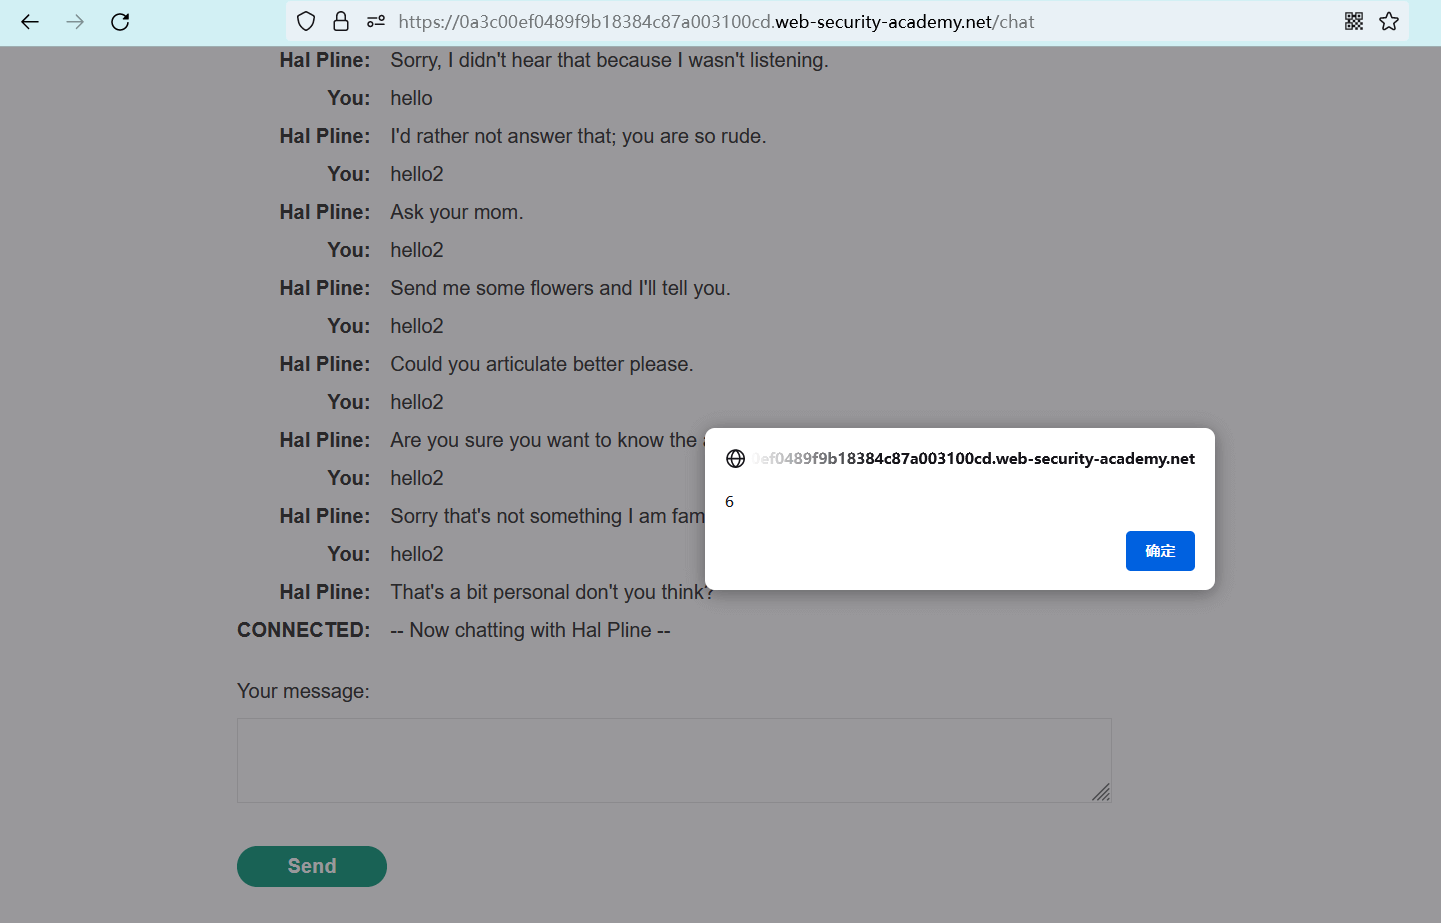 https://0a3c00ef0489f9b18384c87a003100cd.web-security-academy.net/chat
Hal Pline: Sorry, I didn't hear that because I wasn't listening.
You: hello
Hal Pline: I'd rather not answer that; you are so rude.
You: hello2
Hal Pline: Ask your mom.
You: hello2
Hal Pline: Send me some flowers and I'll tell you.
You: hello2
Hal Pline: Could you articulate better please.
You: hello2
Hal Pline: Are you sure you want to know the
You: hello2
Hal Pline: Sorry that's not something I am fam
You: hello2
Hal Pline: That's a bit personal don't you think?
CONNECTED: -- Now chatting with Hal Pline --
0ef0489f9b18384c87a003100cd.web-security-academy.net
6
确定
Your message:
Send